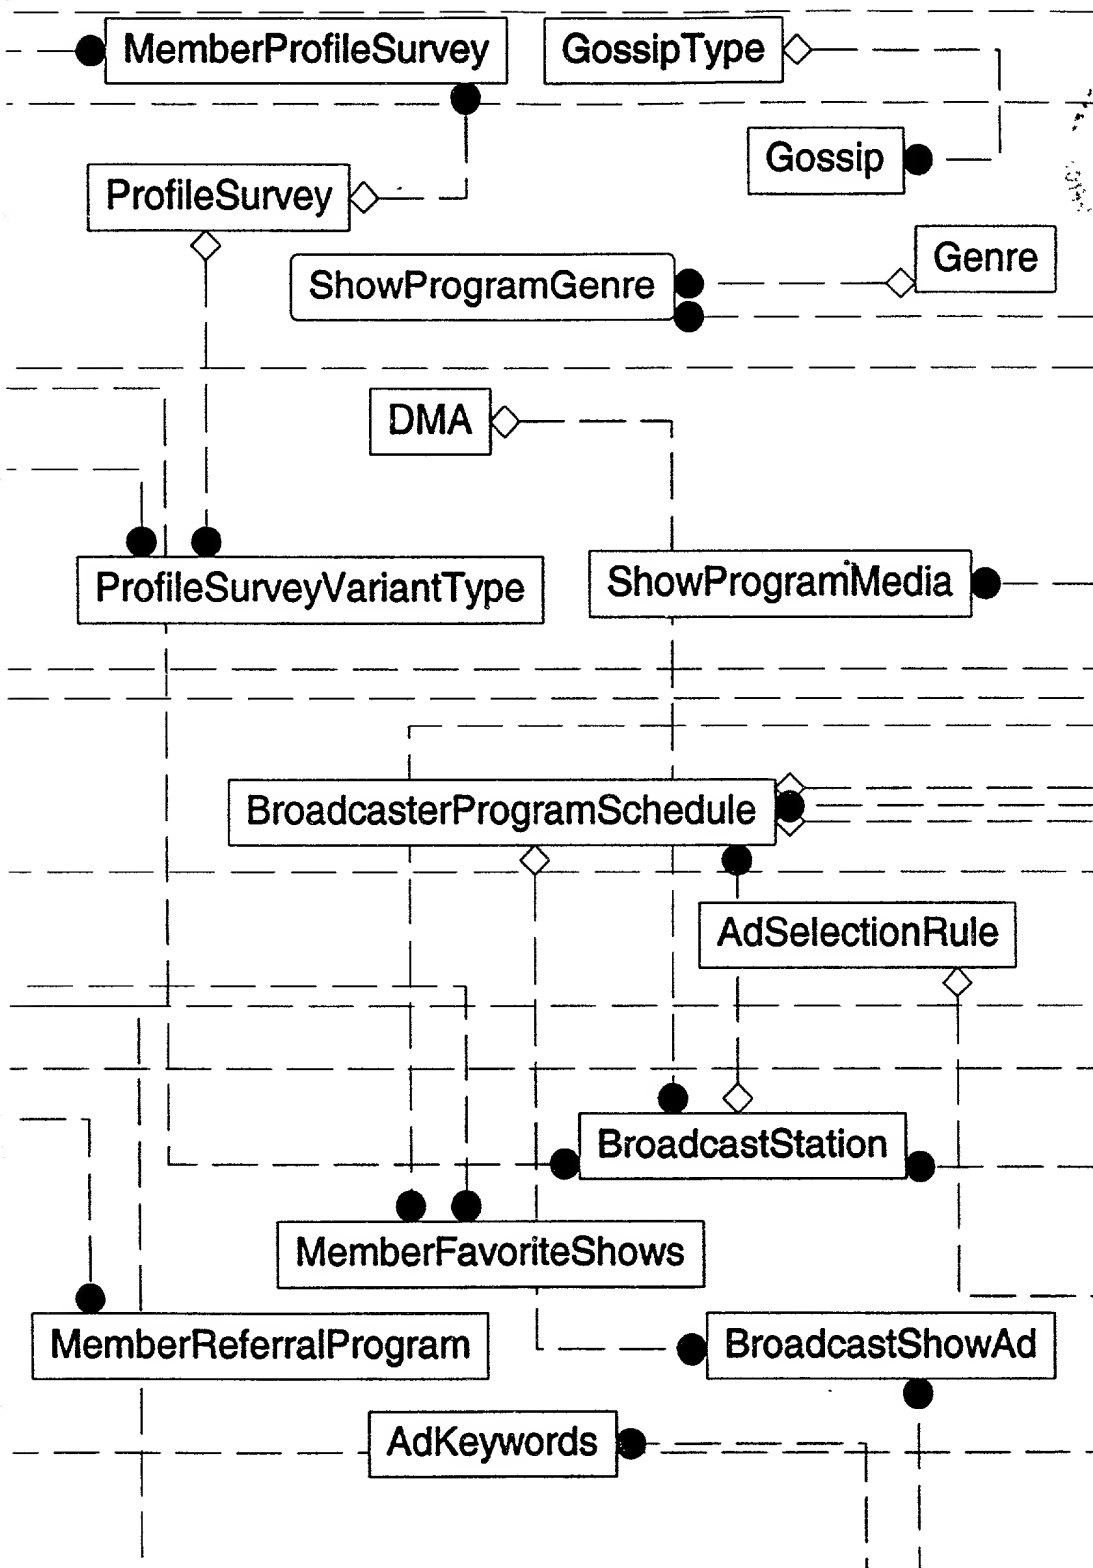 MemberProfileSurvey
GossipType
Gossip
ProfileSurvey
Genre
ShowProgramGenre
DMA
ProfileSurveyVariantType
ShowProgramMedia
BroadcasterProgramSchedule
AdSelectionRule
BroadcastStation
MemberFavoriteShows
MemberReferralProgram
BroadcastShowAd
AdKeywords